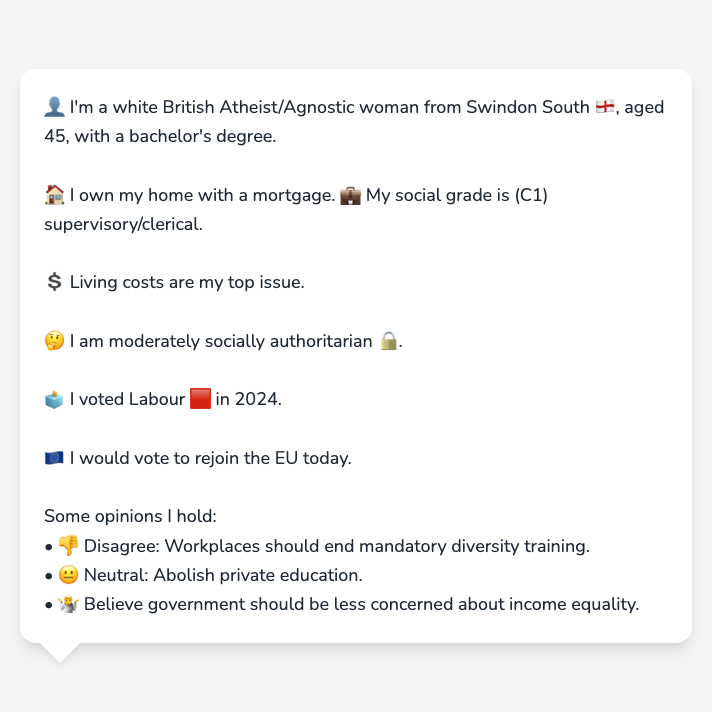 👤 I'm a white British Atheist/Agnostic woman from Swindon South 🏴󠁧󠁢󠁥󠁮󠁧󠁿, aged
45, with a bachelor's degree.
🏠 I own my home with a mortgage. 💼 My social grade is (C1)
supervisory/clerical.
💲 Living costs are my top issue.
🤔 I am moderately socially authoritarian 🔒.
🗳️ I voted Labour 🟥 in 2024.
🇪🇺 I would vote to rejoin the EU today.
Some opinions I hold:
• 👎 Disagree: Workplaces should end mandatory diversity training.
• 😐 Neutral: Abolish private education.
• 🤷‍♀️ Believe government should be less concerned about income equality.